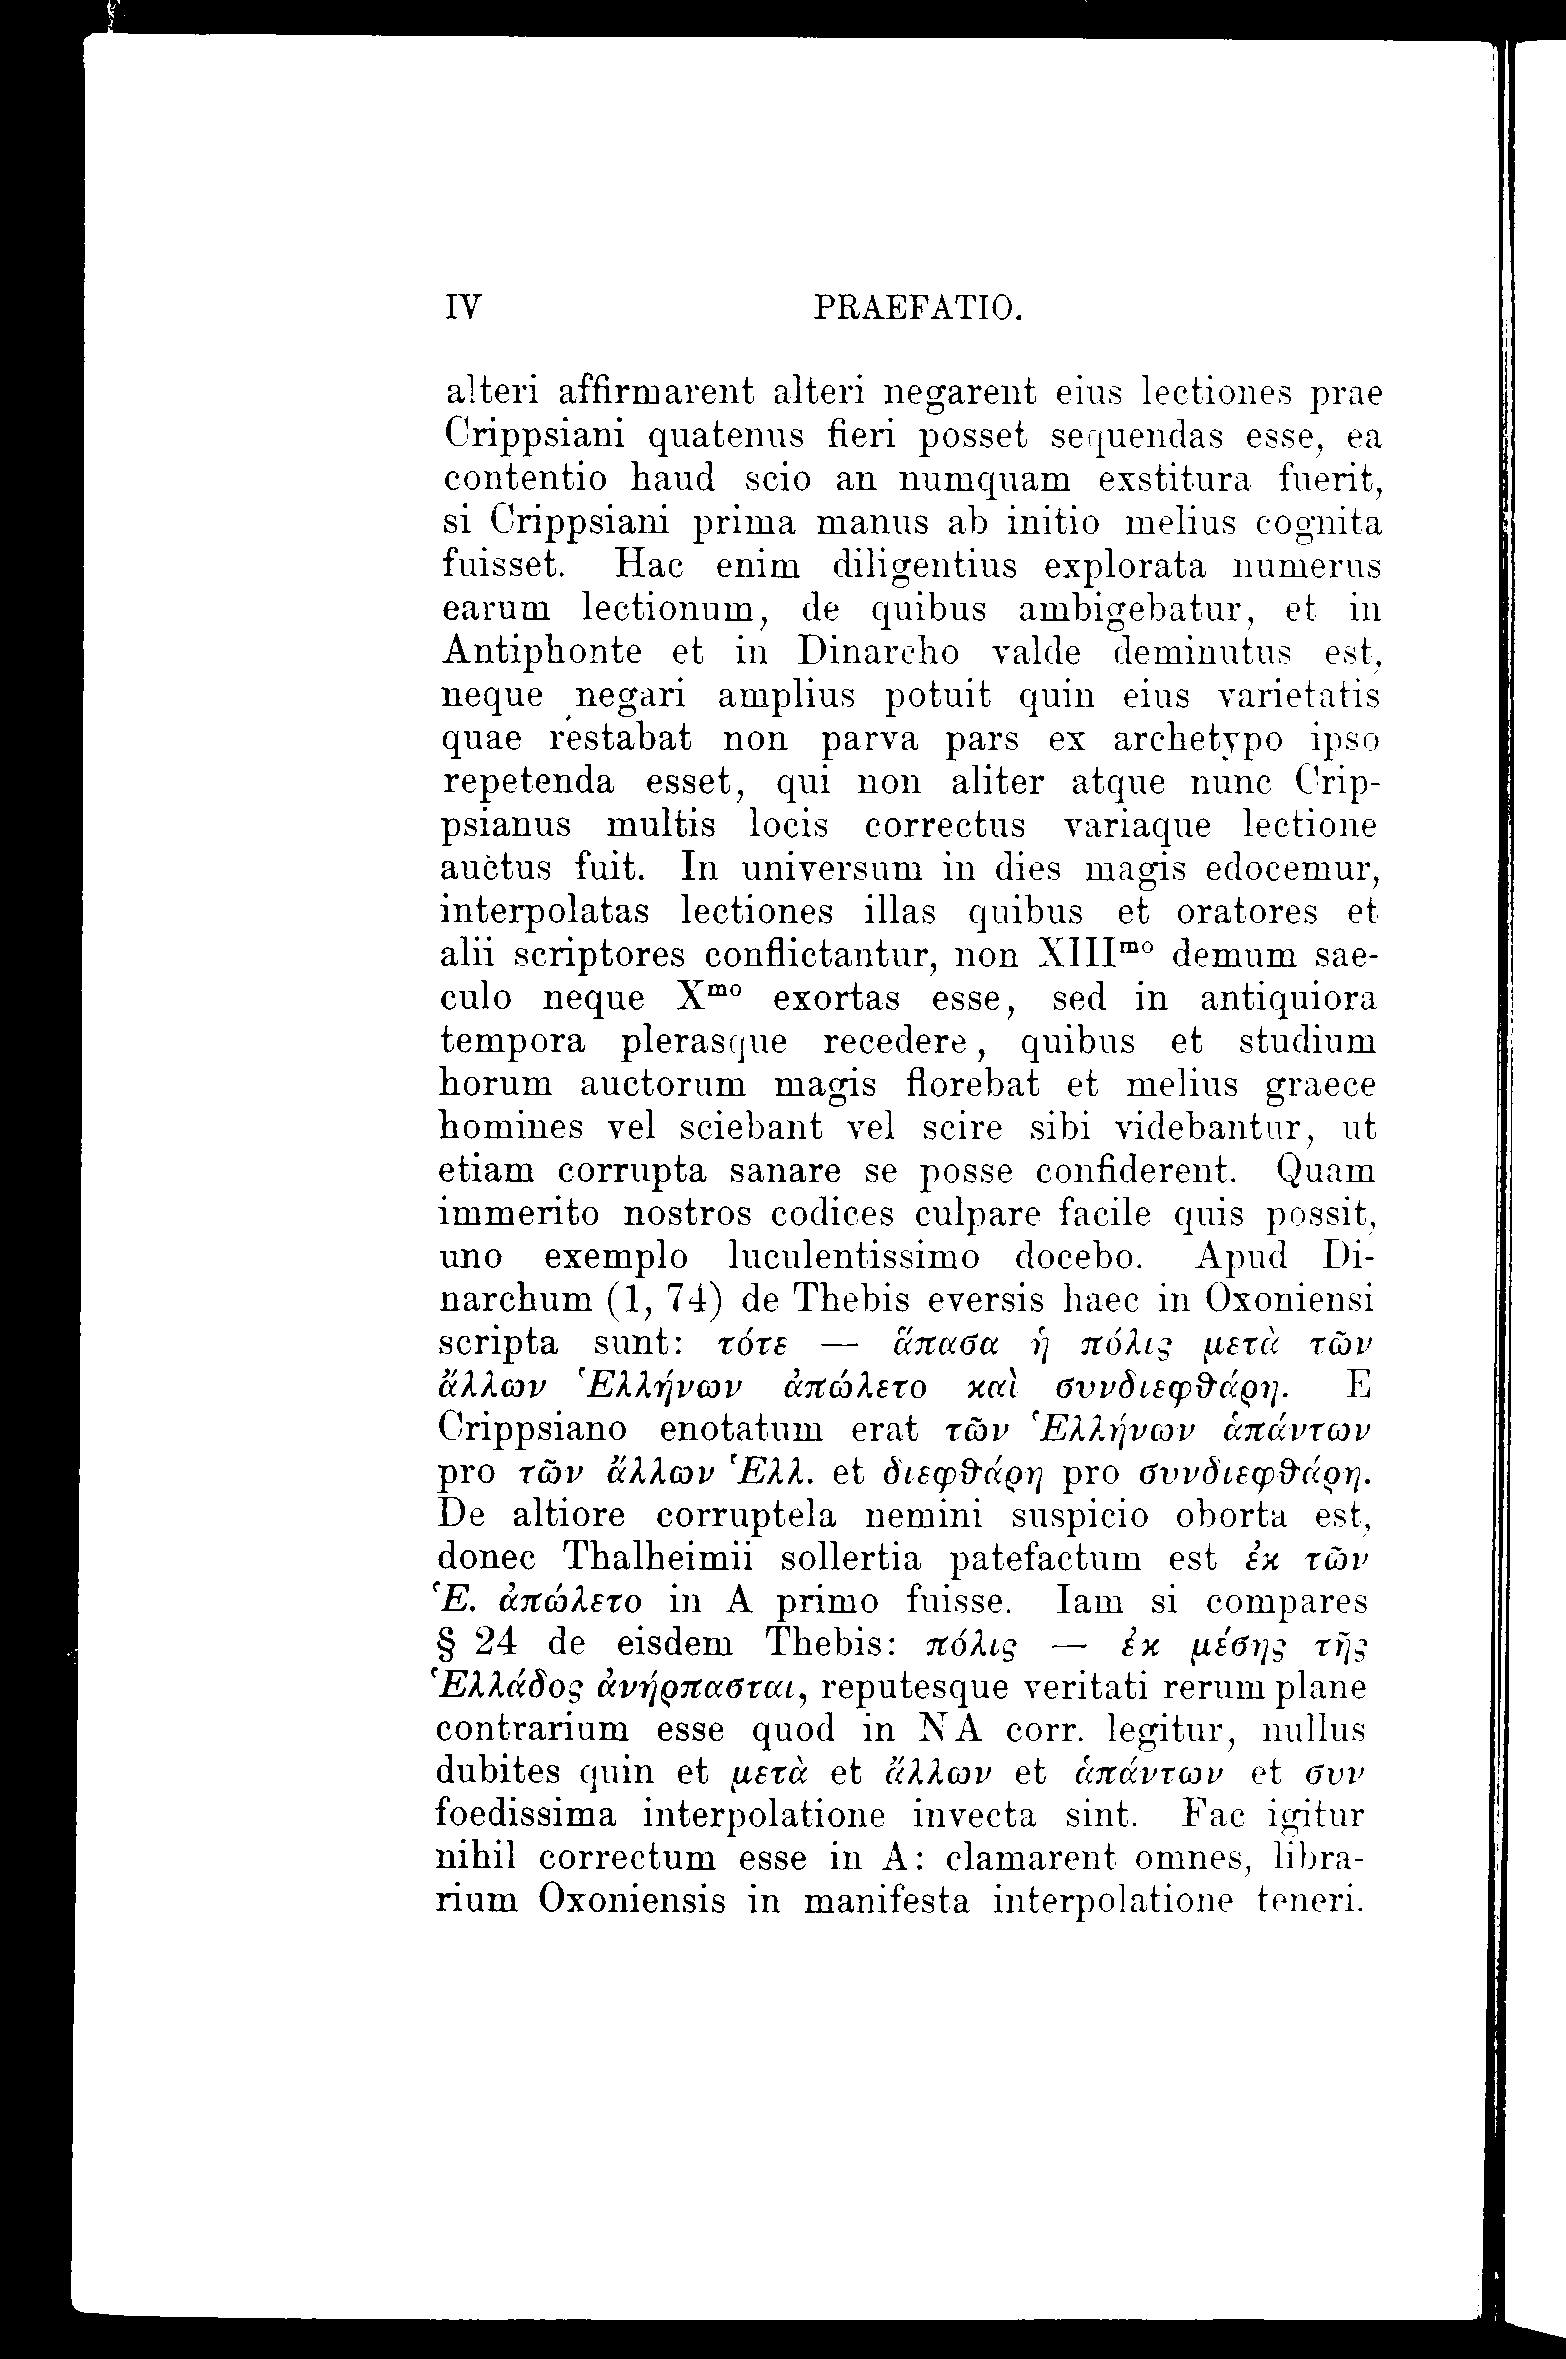 IV PRAEFATIO.
alteri affirmarent alteri negarent eius lectiones prae
Crippsiani quatenus fieri posset sequendas esse, ea
contentio haud scio an numquam exstitura fuerit,
si Crippsiani prima manus ab initio melius cognita
fuisset. Hac enim diligentius explorata numerus
earum lectionum, de quibus ambigebatur, et in
Antiphonte et in Dinarcho valde deminutus est,
neque negari amplius potuit quin eius varietatis
quae restabat non parva pars ex archetypo ipso
repetenda esset, qui non aliter atque nunc Crip-
psianus multis locis correctus variaque lectione
auctus fuit. In universum in dies magis edocemur,
interpolatas lectiones illas quibus et oratores et
alii scriptores conflictantur, non XIIIᵐᵒ demum sae-
culo neque Xᵐᵒ exortas esse, sed in antiquiora
tempora plerasque recedere, quibus et studium
horum auctorum magis florebat et melius graece
homines vel sciebant vel scire sibi videbantur, ut
etiam corrupta sanare se posse confiderent. Quam
immerito nostros codices culpare facile quis possit,
uno exemplo luculentissimo docebo. Apud Di-
narchum (1, 74) de Thebis eversis haec in Oxoniensi
scripta sunt: τότε — ἅπασα ἡ πόλις μετὰ τῶν
ἄλλων Ἑλλήνων ἀπώλετο καὶ συνδιεφθάρη. E
Crippsiano enotatum erat τῶν Ἑλλήνων ἁπάντων
pro τῶν ἄλλων Ἑλλ. et διεφθάρη pro συνδιεφθάρη.
De altiore corruptela nemini suspicio oborta est,
donec Thalheimii sollertia patefactum est ἐκ τῶν
Ἑ. ἀπώλετο in A primo fuisse. Iam si compares
§ 24 de eisdem Thebis: πόλις — ἐκ μέσης τῆς
Ἑλλάδος ἀνήρπασται, reputesque veritati rerum plane
contrarium esse quod in NA corr. legitur, nullus
dubites quin et μετὰ et ἄλλων et ἁπάντων et συν
foedissima interpolatione invecta sint. Fac igitur
nihil correctum esse in A: clamarent omnes, libra-
rium Oxoniensis in manifesta interpolatione teneri.